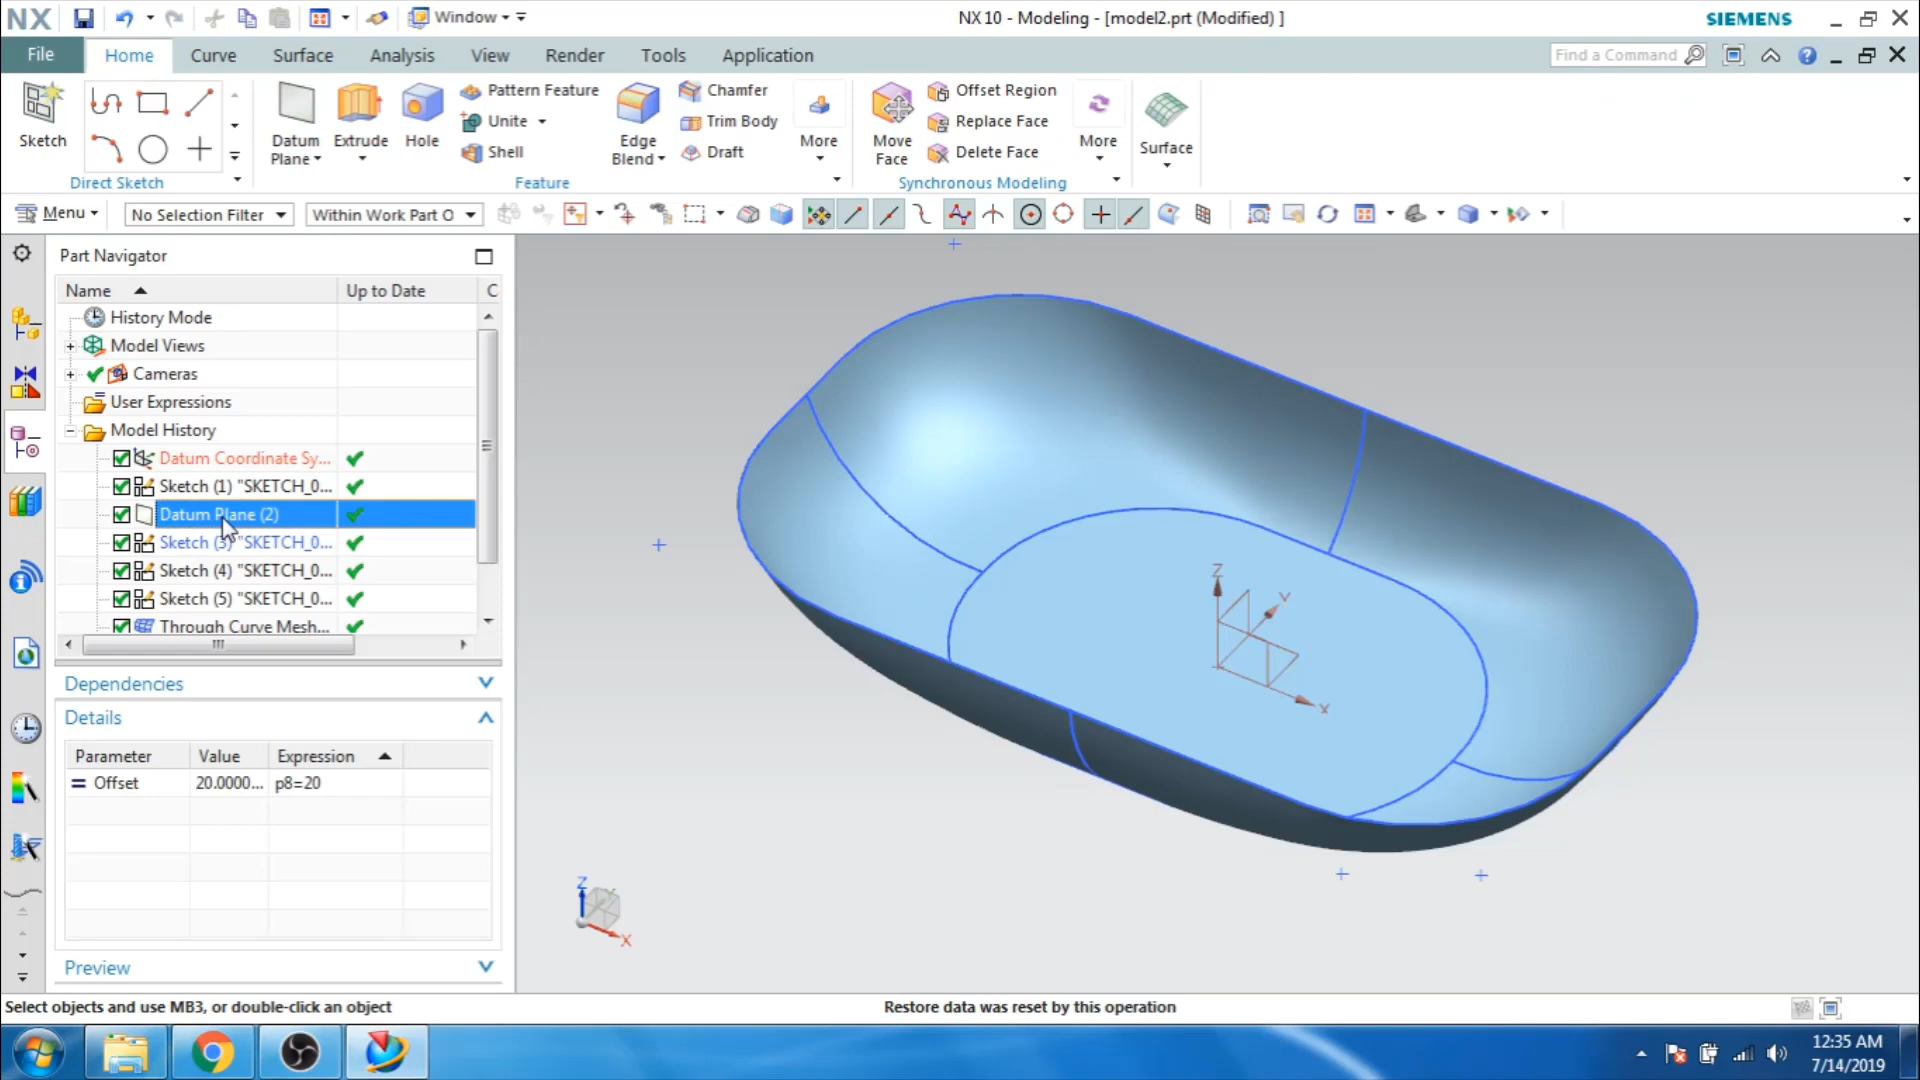 NX Window NX 10 - Modeling - [model2.prt (Modified) ] SIEMENS
File Home Curve Surface Analysis View Render Tools Application Find a Command
Sketch
Direct Sketch
Datum Plane
Extrude
Hole
Pattern Feature
Unite
Shell
Edge Blend
Chamfer
Trim Body
Draft
More
Feature
Move Face
Offset Region
Replace Face
Delete Face
More
Synchronous Modeling
Surface
Menu No Selection Filter Within Work Part O
Part Navigator
Name Up to Date C
History Mode
Model Views
Cameras
User Expressions
Model History
Datum Coordinate Sy...
Sketch (1) "SKETCH_0...
Datum Plane (2)
Sketch (3) "SKETCH_0...
Sketch (4) "SKETCH_0...
Sketch (5) "SKETCH_0...
Through Curve Mesh...
Dependencies
Details
Parameter Value Expression
Offset 20.0000... p8=20
Preview
Z
Y
X
Z
X
Select objects and use MB3, or double-click an object Restore data was reset by this operation
12:35 AM
7/14/2019